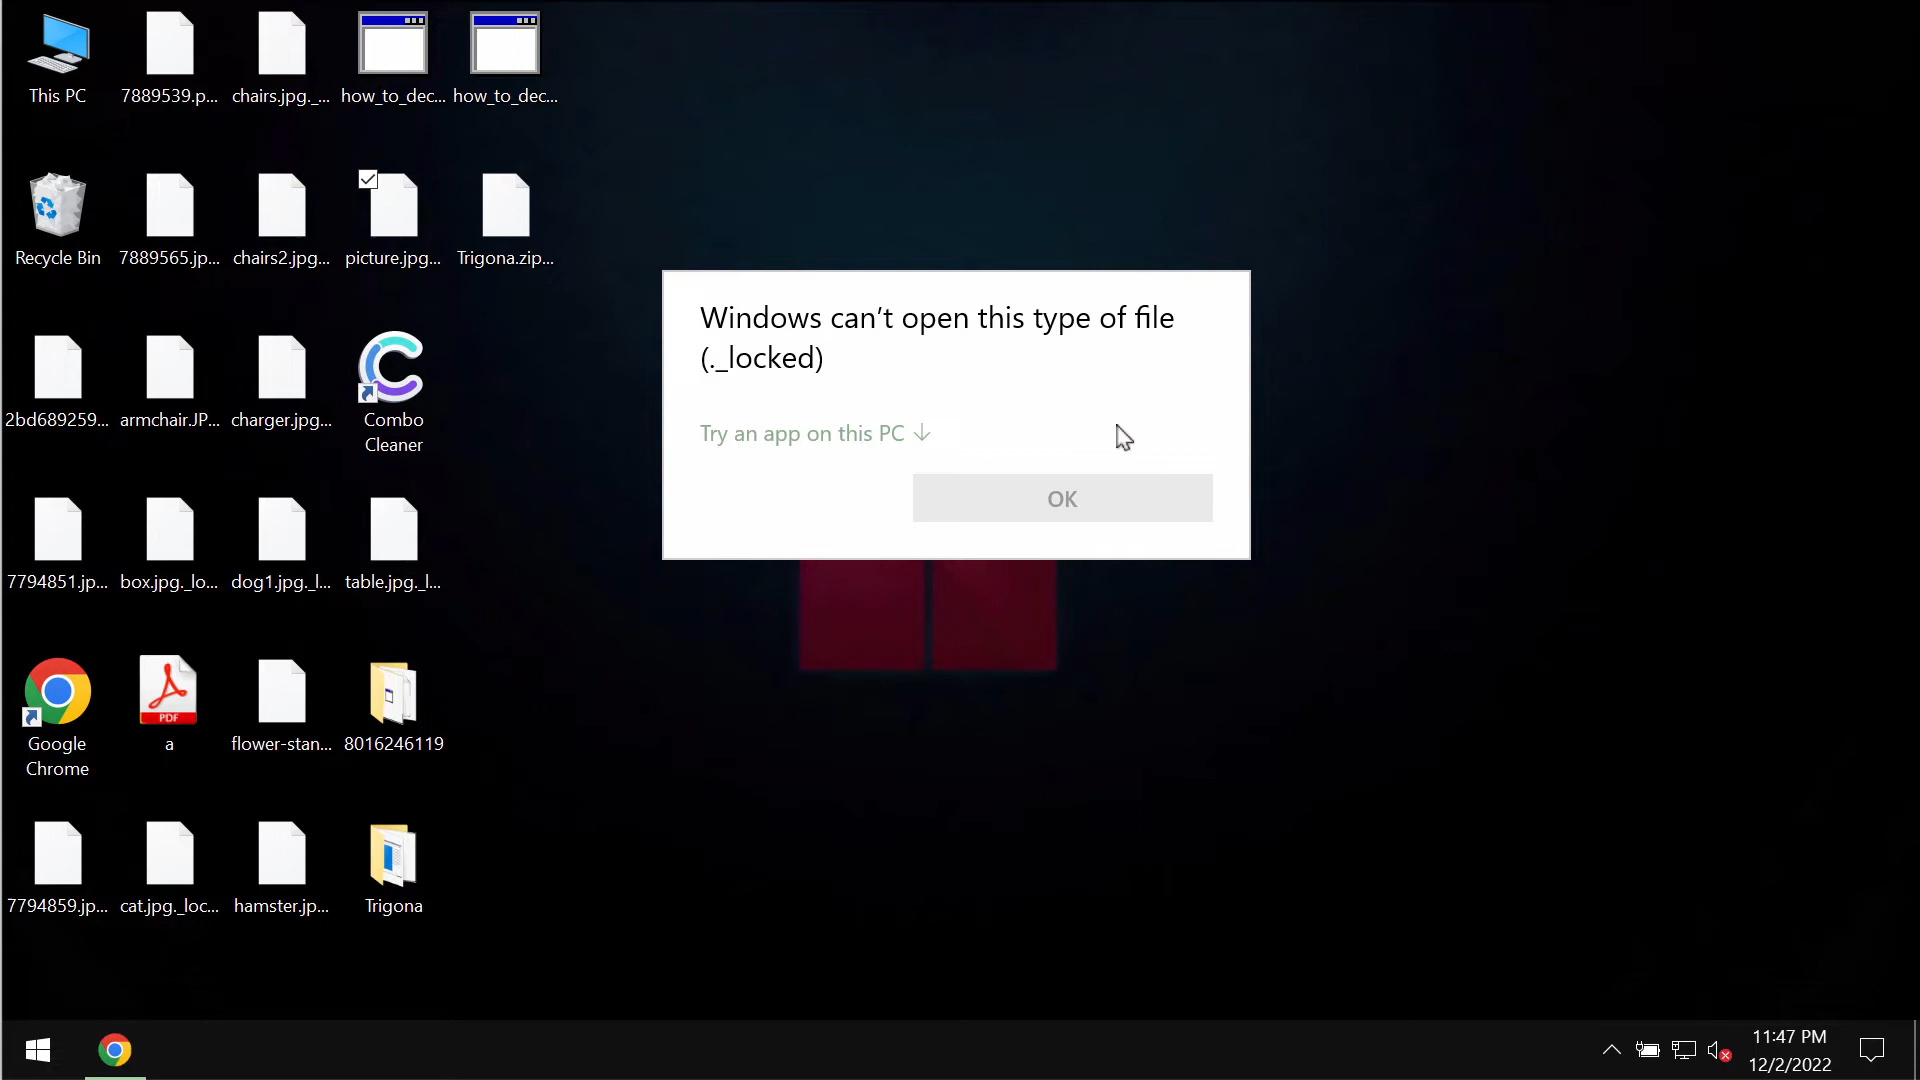 This PC
7889539.p...
chairs.jpg._...
how_to_dec...
how_to_dec...
Recycle Bin
7889565.jp...
chairs2.jpg...
picture.jpg...
Trigona.zip...
Windows can't open this type of file
(._locked)
Try an app on this PC
OK
2bd689259...
armchair.JP...
charger.jpg...
Combo
Cleaner
7794851.jp...
box.jpg._lo...
dog1.jpg._l...
table.jpg._l...
Google
Chrome
PDF
a
flower-stan...
8016246119
7794859.jp...
cat.jpg._loc...
hamster.jp...
Trigona
11:47 PM
12/2/2022